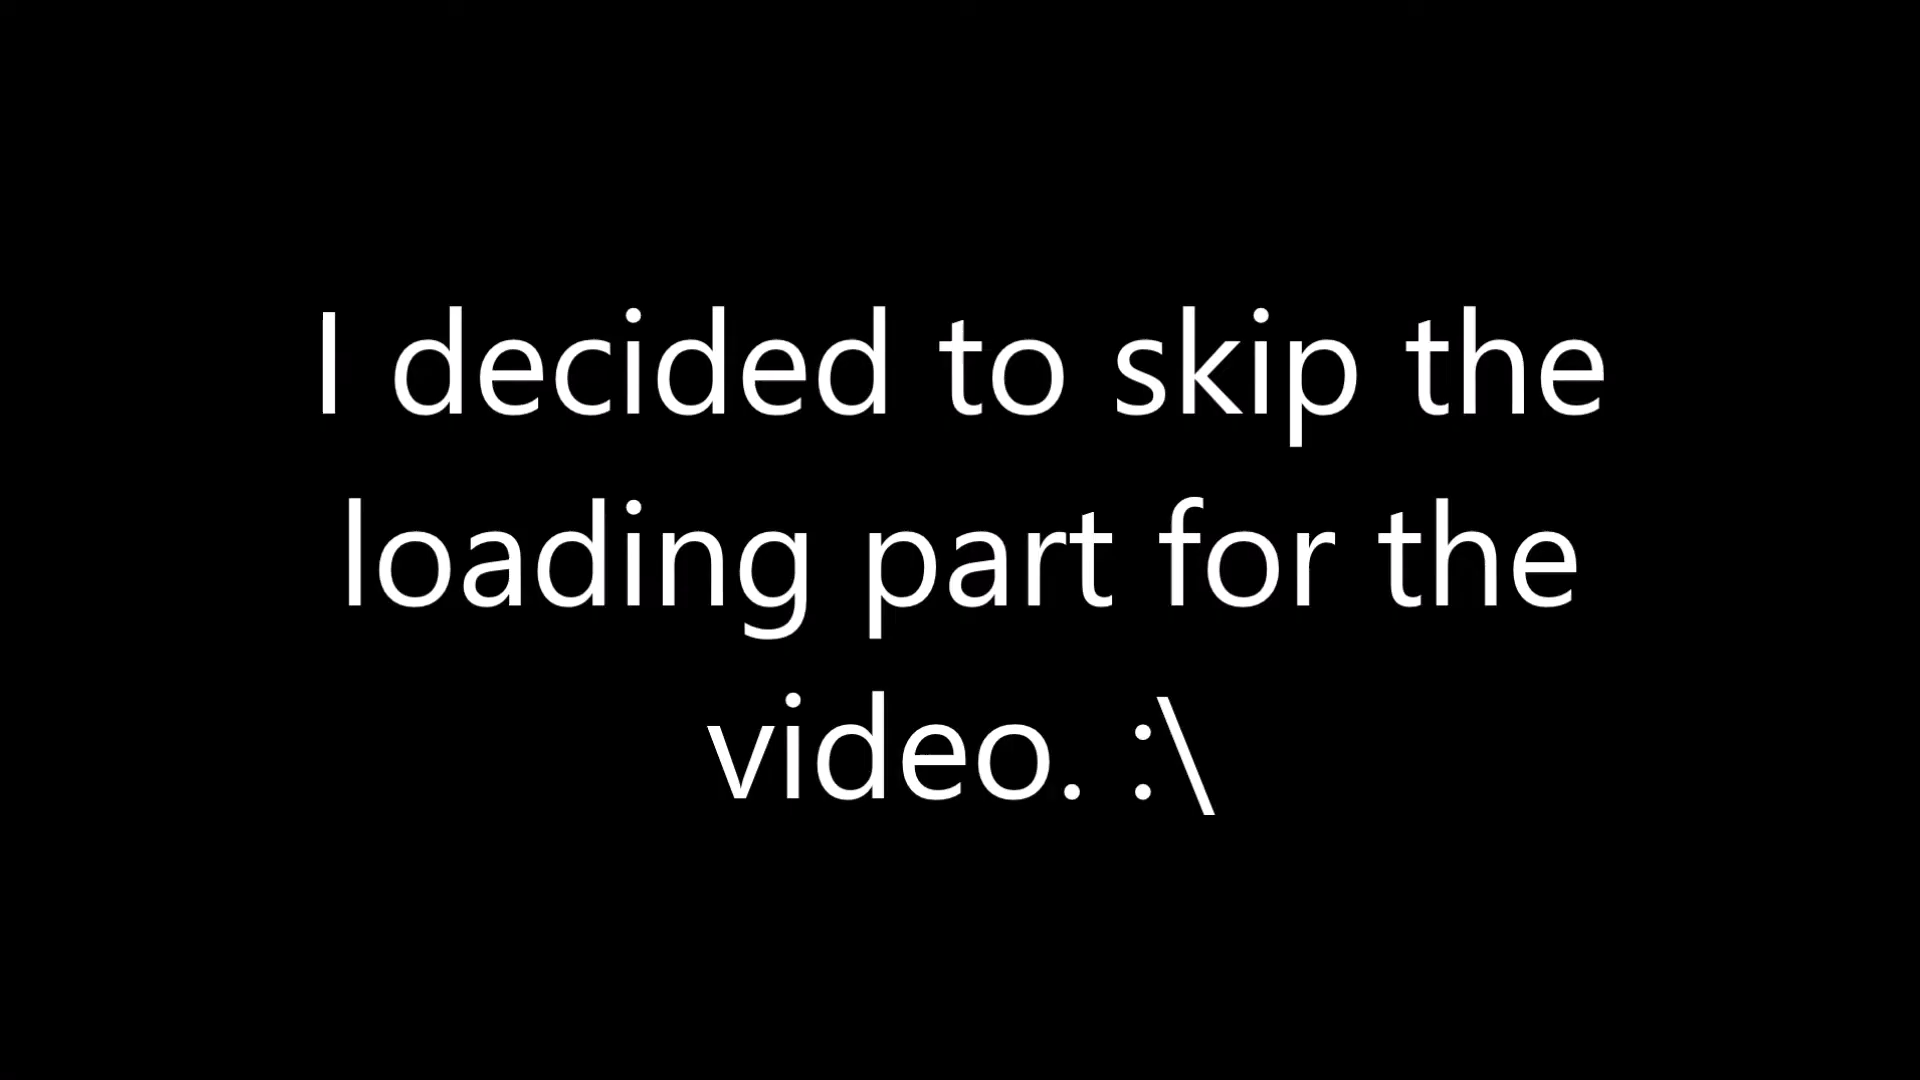 I decided to skip the
loading part for the
video. :\